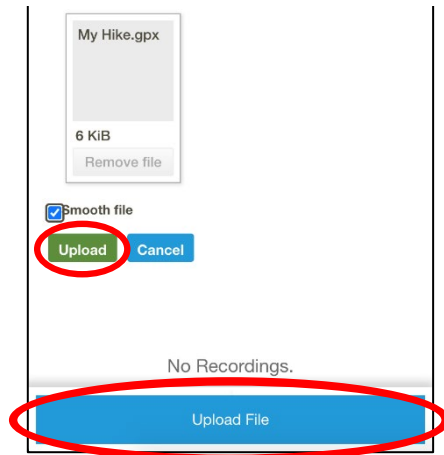 My Hike.gpx
6 KiB
Remove file
Smooth file
Upload Cancel
No Recordings.
Upload File